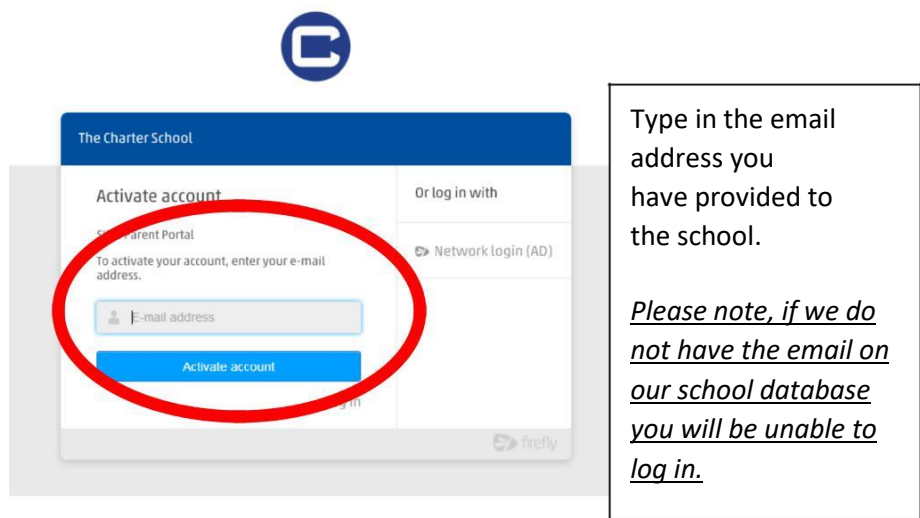 The Charter School
Activate account
Parent Portal
To activate your account, enter your e-mail
address.
E-mail address
Activate account
in
Or log in with
Network login (AD)
firefly
Type in the email
address you
have provided to
the school.
Please note, if we do
not have the email on
our school database
you will be unable to
log in.